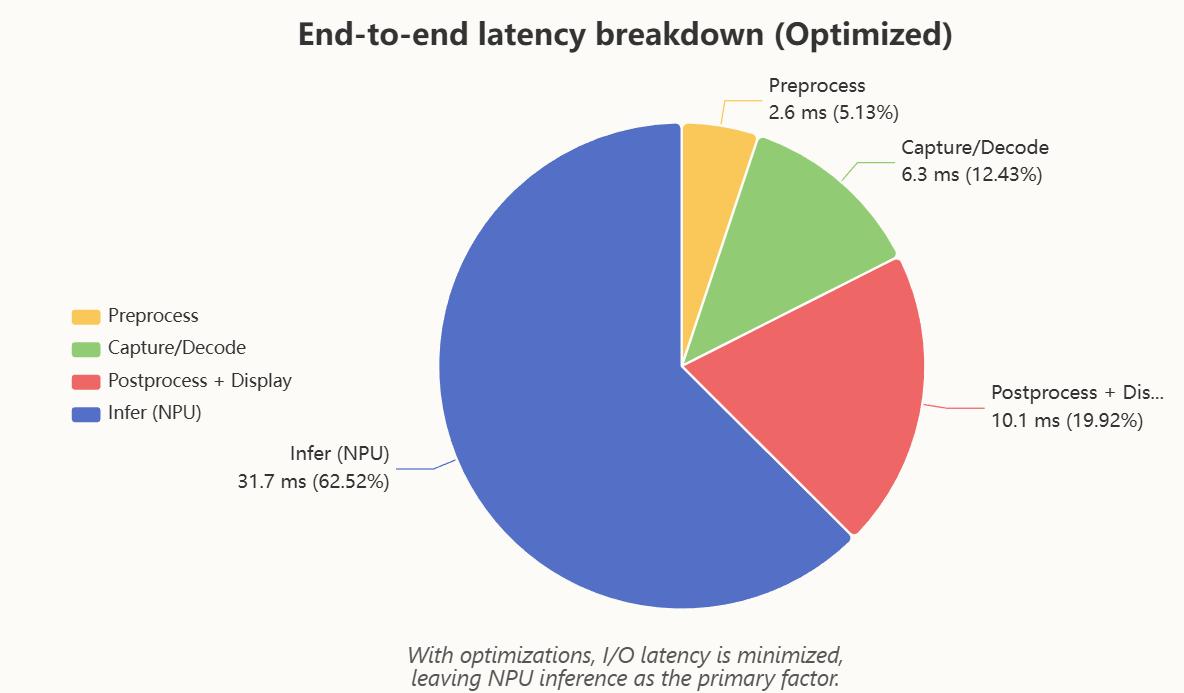 End-to-end latency breakdown (Optimized)
Preprocess
2.6 ms (5.13%)
Capture/Decode
6.3 ms (12.43%)
Postprocess + Dis...
10.1 ms (19.92%)
Infer (NPU)
31.7 ms (62.52%)
Preprocess
Capture/Decode
Postprocess + Display
Infer (NPU)
With optimizations, I/O latency is minimized,
leaving NPU inference as the primary factor.